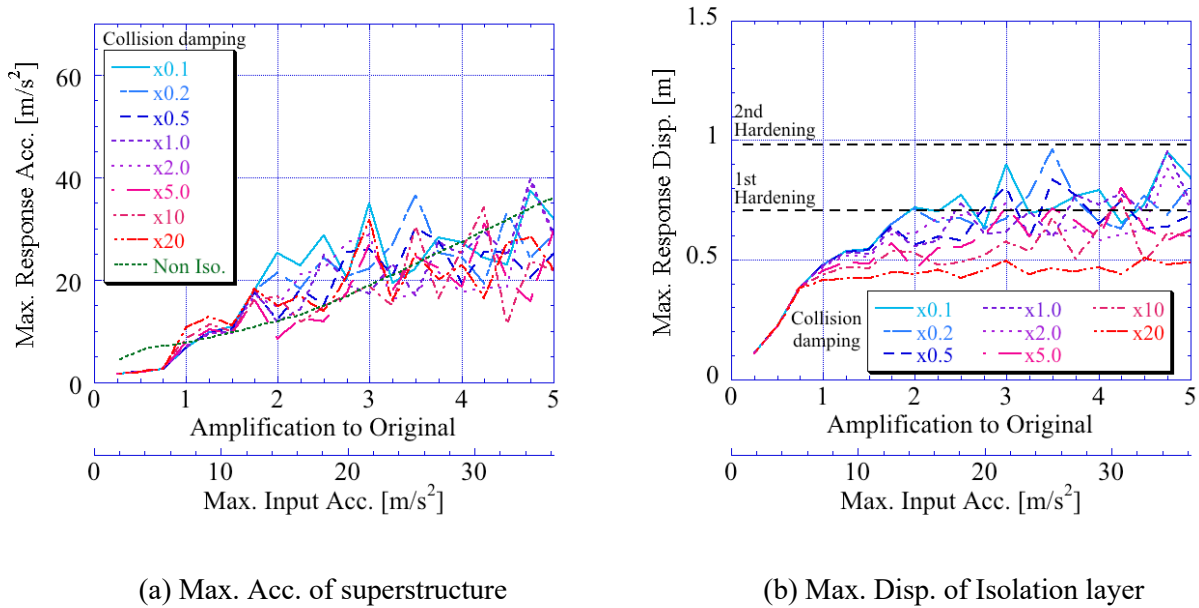 Collision damping
x0.1
x0.2
x0.5
x1.0
x2.0
x5.0
x10
x20
Non Iso.
Max. Response Acc. [m/s²]
60
40
20
0
0 1 2 3 4 5
Amplification to Original
0 10 20 30
Max. Input Acc. [m/s²]
(a) Max. Acc. of superstructure
Max. Response Disp. [m]
1.5
1
0.5
0
2nd
Hardening
1st
Hardening
Collision
damping
x0.1 x1.0 x10
x0.2 x2.0 x20
x0.5 x5.0
0 1 2 3 4 5
Amplification to Original
0 10 20 30
Max. Input Acc. [m/s²]
(b) Max. Disp. of Isolation layer